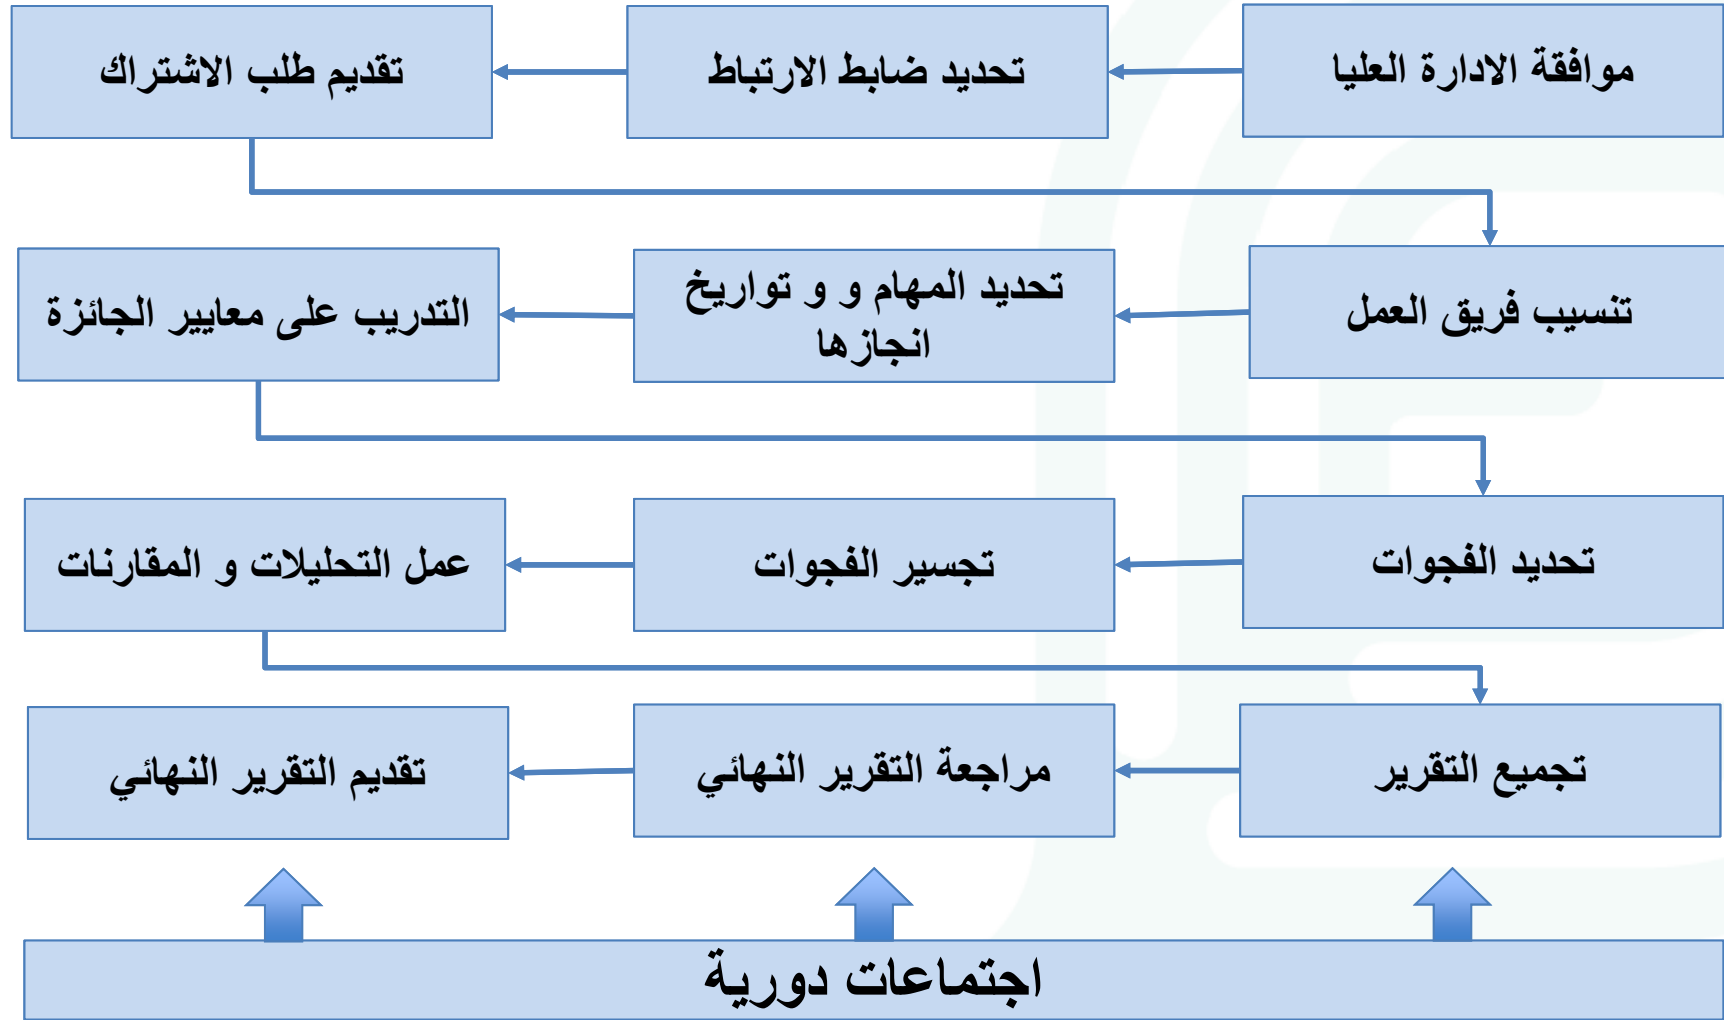 موافقة الادارة العليا
تحديد ضابط الارتباط
تقديم طلب الاشتراك
تنسيب فريق العمل
تحديد المهام و و تواريخ
انجازها
التدريب على معايير الجائزة
تحديد الفجوات
تجسير الفجوات
عمل التحليلات و المقارنات
تجميع التقرير
مراجعة التقرير النهائي
تقديم التقرير النهائي
اجتماعات دورية